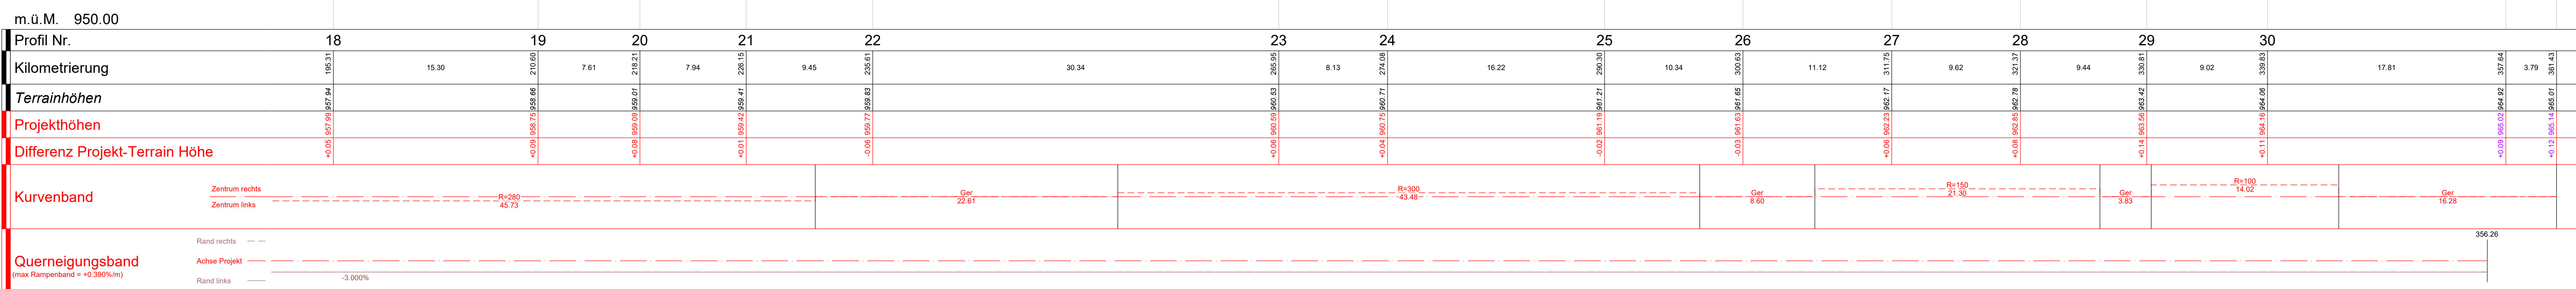 m.ü.M. 950.00
Profil Nr. 18 19 20 21 22 23 24 25 26 27 28 29 30
Kilometrierung 195.31 15.30 210.60 7.61 218.21 7.94 226.15 9.45 235.61 30.34 265.95 8.13 274.08 16.22 290.30 10.34 300.63 11.12 311.75 9.62 321.37 9.44 330.81 9.02 339.83 17.81 357.64 3.79 361.43
Terrainhöhen 957.94 958.66 959.01 959.41 959.83 960.53 960.71 961.21 961.65 962.17 962.78 963.42 964.06 964.92 965.01
Projekthöhen 957.99 958.75 959.09 959.42 959.77 960.59 960.75 961.19 961.63 962.23 962.85 963.56 964.16 965.02 965.14
Differenz Projekt-Terrain Höhe +0.05 +0.09 +0.08 +0.01 -0.06 +0.06 +0.04 -0.02 -0.03 +0.06 +0.08 +0.14 +0.11 +0.09 +0.12
Zentrum rechts
Kurvenband R=280 Ger R=300 Ger R=150 Ger R=100 Ger
45.73 22.61 43.48 8.60 21.30 3.83 14.02 16.28
Zentrum links
356.26
Rand rechts
Querneigungsband Achse Projekt
(max Rampenband = +0.390%/m)
Rand links -3.000%